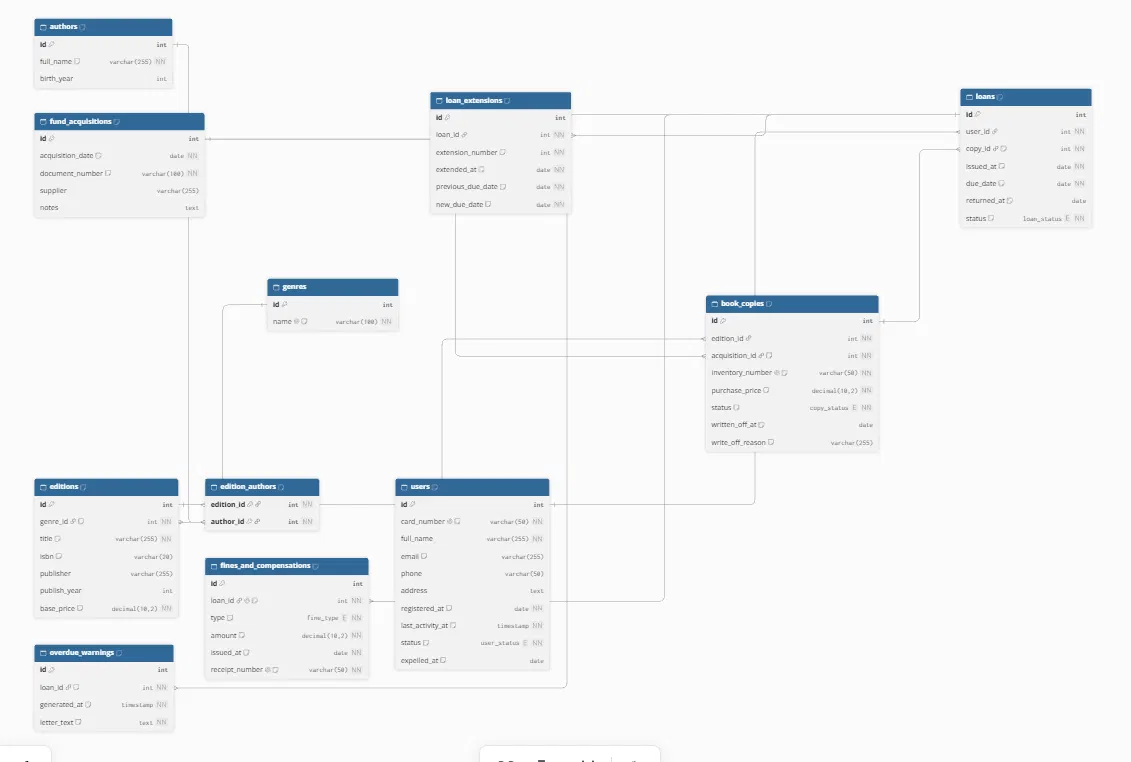 authors
id int
full_name varchar(255) NN
birth_year int
fund_acquisitions
id int
acquisition_date date NN
document_number varchar(100) NN
supplier varchar(255)
notes text
loan_extensions
id int
loan_id int NN
extension_number int NN
extended_at date NN
previous_due_date date NN
new_due_date date NN
loans
id int
user_id int NN
copy_id int NN
issued_at date NN
due_date date NN
returned_at date
status loan_status E NN
genres
id int
name varchar(100) NN
book_copies
id int
edition_id int NN
acquisition_id int NN
inventory_number varchar(50) NN
purchase_price decimal(10,2) NN
status copy_status E NN
written_off_at date
write_off_reason varchar(255)
editions
id int
genre_id int NN
title varchar(255) NN
isbn varchar(20)
publisher varchar(255)
publish_year int
base_price decimal(10,2) NN
edition_authors
edition_id int NN
author_id int NN
users
id int
card_number varchar(50) NN
full_name varchar(255) NN
email varchar(255)
phone varchar(50)
address text
registered_at date NN
last_activity_at timestamp NN
status user_status E NN
expelled_at date
fines_and_compensations
id int
loan_id int NN
type fine_type E NN
amount decimal(10,2) NN
issued_at date NN
receipt_number varchar(50) NN
overdue_warnings
id int
loan_id int NN
generated_at timestamp NN
letter_text text NN